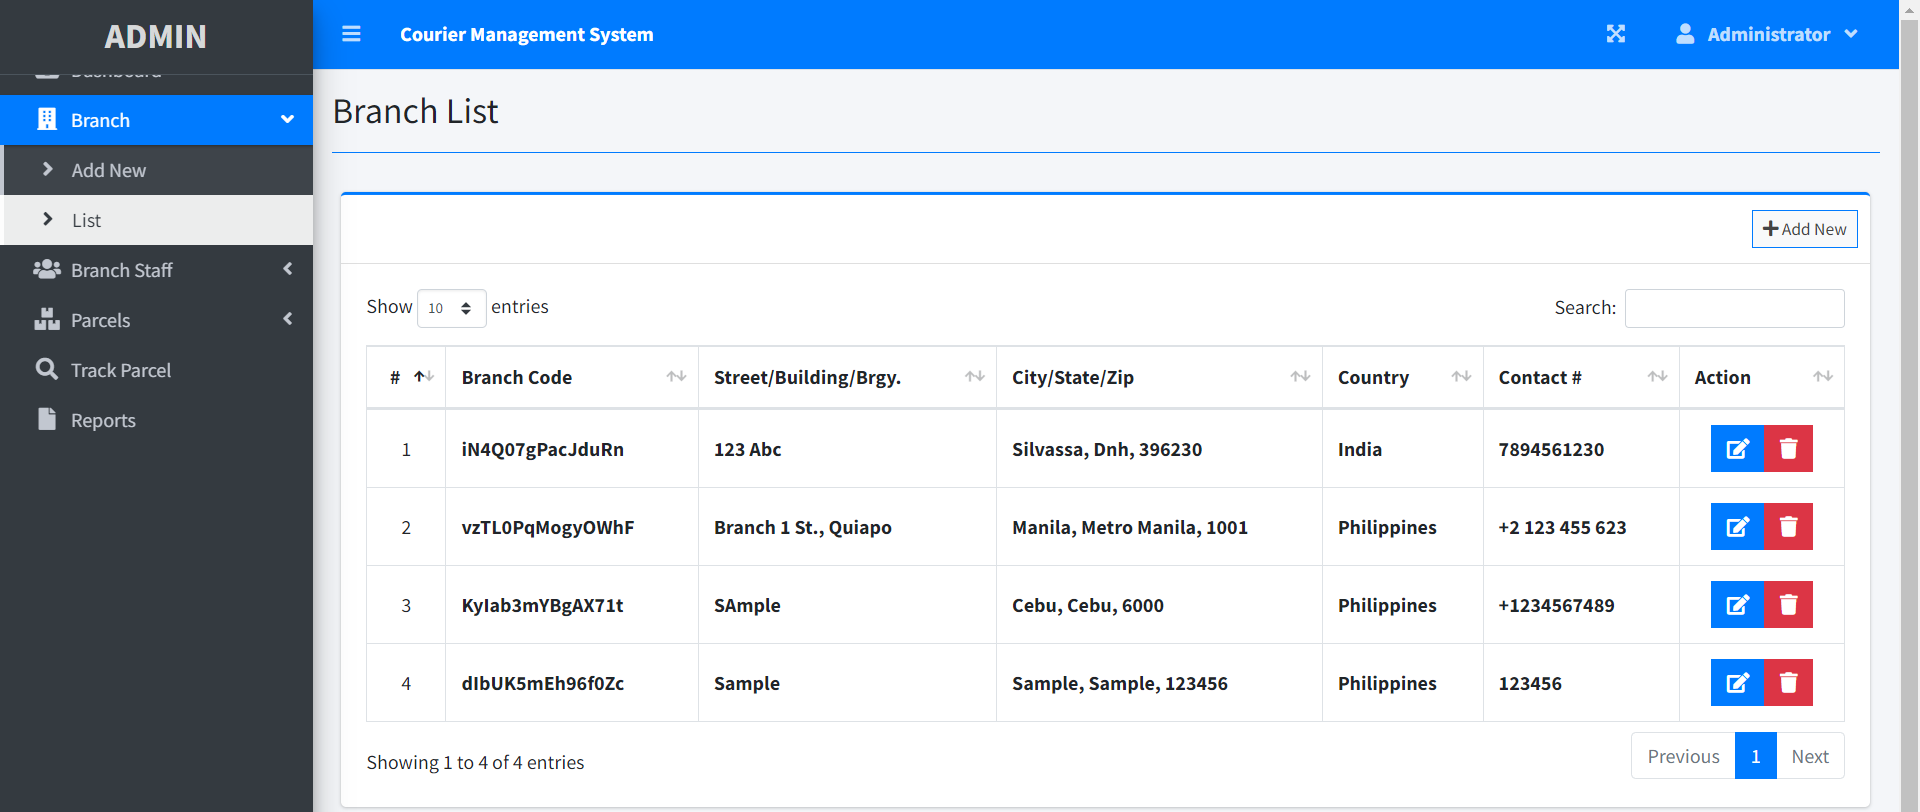 ADMIN
Courier Management System
Administrator
Dashboard
Branch
Add New
List
Branch Staff
Parcels
Track Parcel
Reports
Branch List
Add New
Show 10 entries
Search:
# Branch Code Street/Building/Brgy. City/State/Zip Country Contact # Action
1 iN4Q07gPacJduRn 123 Abc Silvassa, Dnh, 396230 India 7894561230
2 vzTL0PqMogyOWhF Branch 1 St., Quiapo Manila, Metro Manila, 1001 Philippines +2 123 455 623
3 KyIab3mYBgAX71t SAmple Cebu, Cebu, 6000 Philippines +1234567489
4 dIbUK5mEh96f0Zc Sample Sample, Sample, 123456 Philippines 123456
Showing 1 to 4 of 4 entries
Previous 1 Next